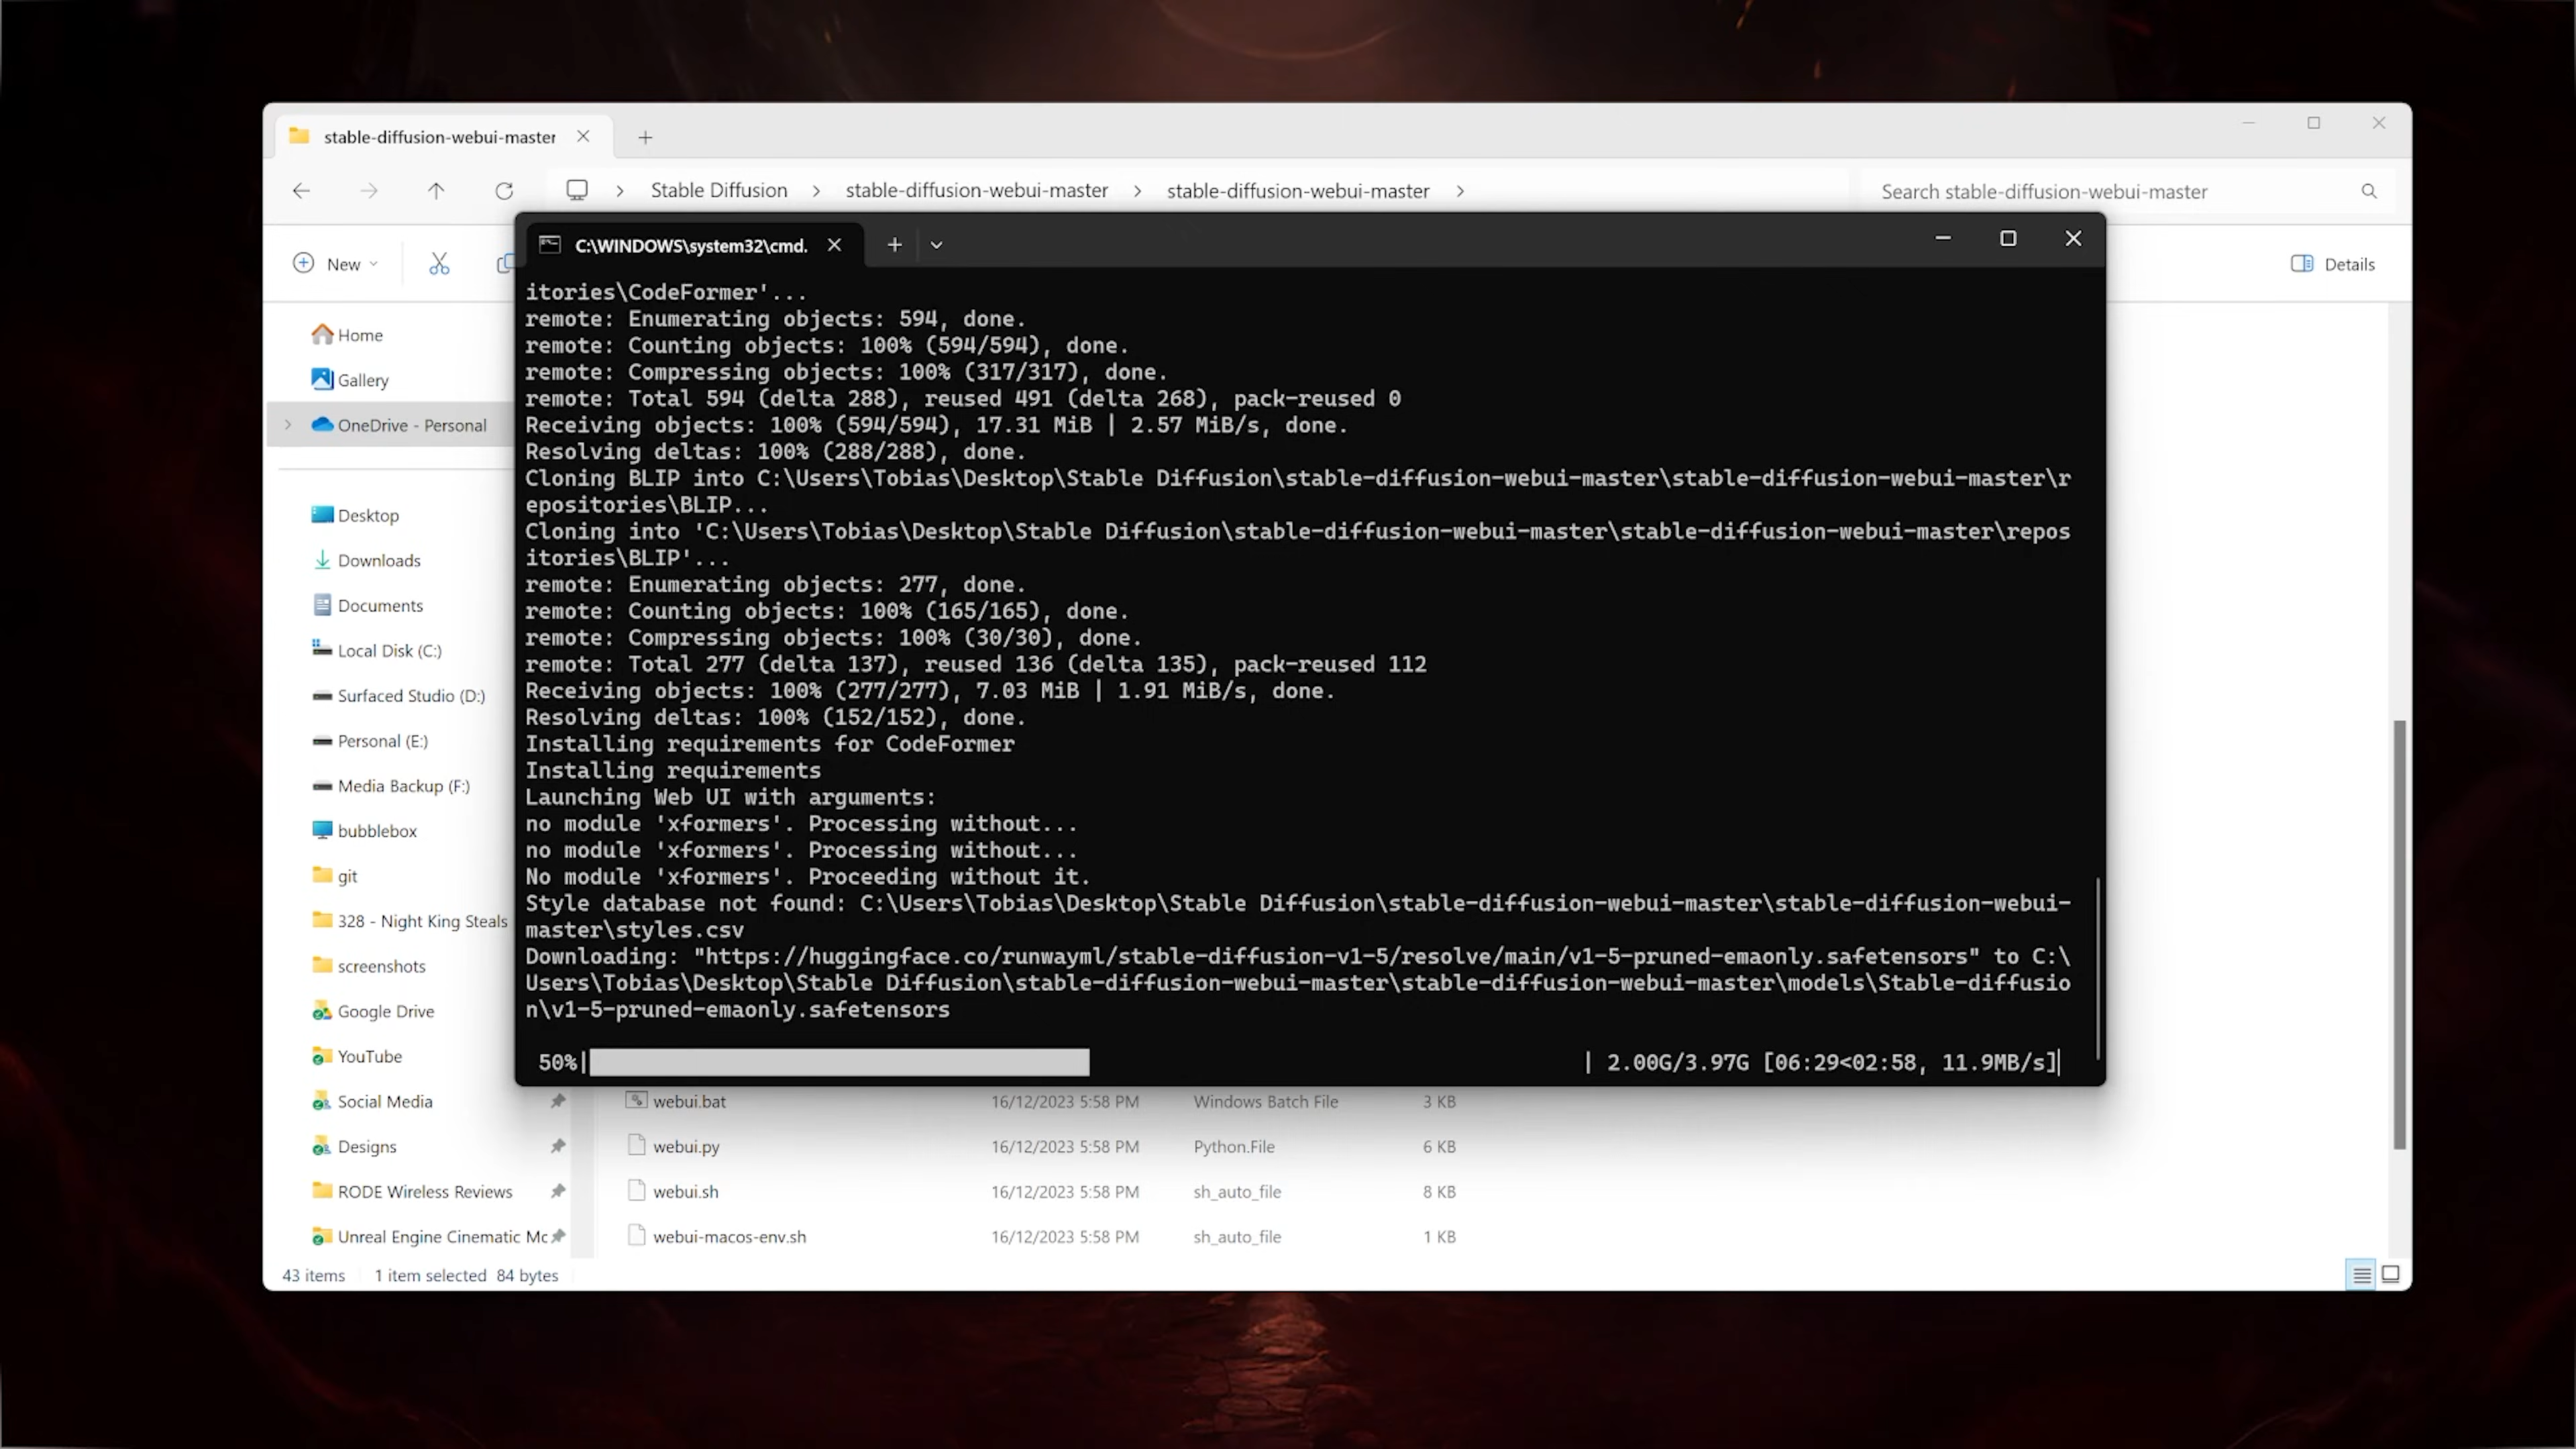 stable-diffusion-webui-master
Stable Diffusion > stable-diffusion-webui-master > stable-diffusion-webui-master >
Search stable-diffusion-webui-master
New
Details
Home
Gallery
OneDrive - Personal
Desktop
Downloads
Documents
Local Disk (C:)
Surfaced Studio (D:)
Personal (E:)
Media Backup (F:)
bubblebox
git
328 - Night King Steals
screenshots
Google Drive
YouTube
Social Media
Designs
RODE Wireless Reviews
Unreal Engine Cinematic Mc
C:\WINDOWS\system32\cmd.
itories\CodeFormer'...
remote: Enumerating objects: 594, done.
remote: Counting objects: 100% (594/594), done.
remote: Compressing objects: 100% (317/317), done.
remote: Total 594 (delta 288), reused 491 (delta 268), pack-reused 0
Receiving objects: 100% (594/594), 17.31 MiB | 2.57 MiB/s, done.
Resolving deltas: 100% (288/288), done.
Cloning BLIP into C:\Users\Tobias\Desktop\Stable Diffusion\stable-diffusion-webui-master\stable-diffusion-webui-master\r
epositories\BLIP...
Cloning into 'C:\Users\Tobias\Desktop\Stable Diffusion\stable-diffusion-webui-master\stable-diffusion-webui-master\repos
itories\BLIP'...
remote: Enumerating objects: 277, done.
remote: Counting objects: 100% (165/165), done.
remote: Compressing objects: 100% (30/30), done.
remote: Total 277 (delta 137), reused 136 (delta 135), pack-reused 112
Receiving objects: 100% (277/277), 7.03 MiB | 1.91 MiB/s, done.
Resolving deltas: 100% (152/152), done.
Installing requirements for CodeFormer
Installing requirements
Launching Web UI with arguments:
no module 'xformers'. Processing without...
no module 'xformers'. Processing without...
No module 'xformers'. Proceeding without it.
Style database not found: C:\Users\Tobias\Desktop\Stable Diffusion\stable-diffusion-webui-master\stable-diffusion-webui-
master\styles.csv
Downloading: "https://huggingface.co/runwayml/stable-diffusion-v1-5/resolve/main/v1-5-pruned-emaonly.safetensors" to C:\
Users\Tobias\Desktop\Stable Diffusion\stable-diffusion-webui-master\stable-diffusion-webui-master\models\Stable-diffusio
n\v1-5-pruned-emaonly.safetensors
50%| | 2.00G/3.97G [06:29<02:58, 11.9MB/s]
webui.bat 16/12/2023 5:58 PM Windows Batch File 3 KB
webui.py 16/12/2023 5:58 PM Python.File 6 KB
webui.sh 16/12/2023 5:58 PM sh_auto_file 8 KB
webui-macos-env.sh 16/12/2023 5:58 PM sh_auto_file 1 KB
43 items 1 item selected 84 bytes